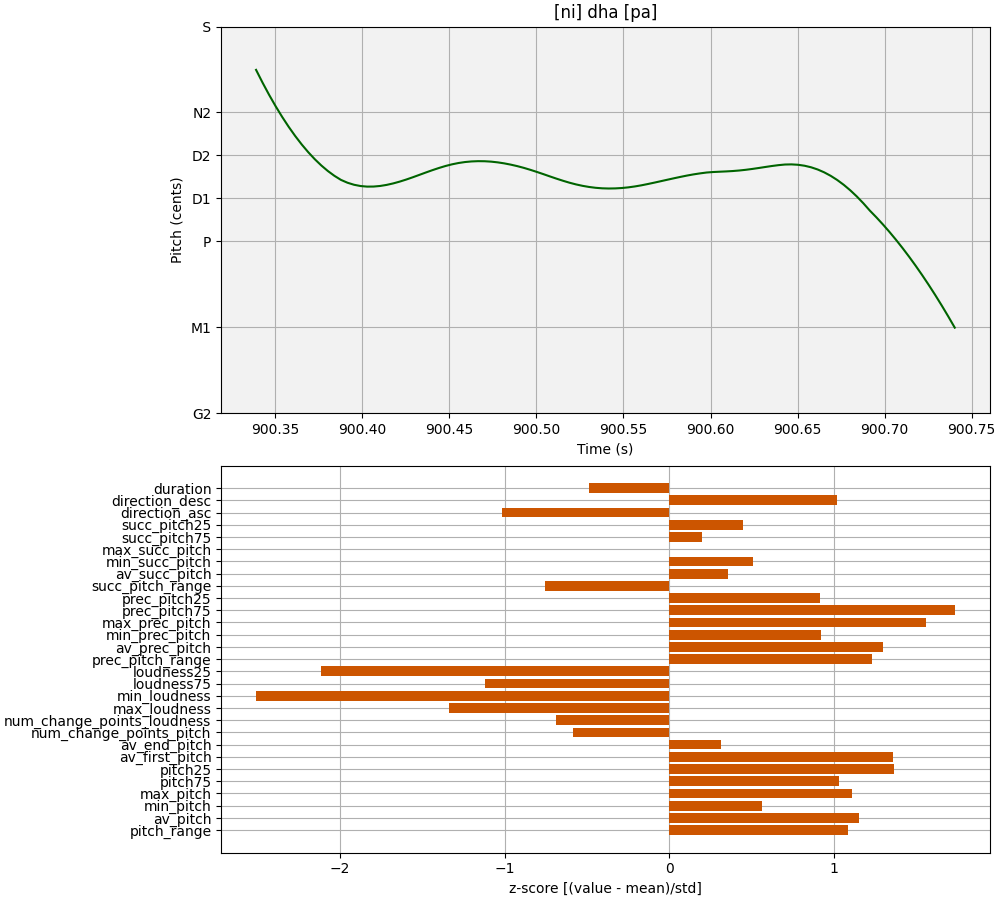 [ni] dha [pa]
S
N2
D2
D1
P
M1
G2
Pitch (cents)
900.35 900.40 900.45 900.50 900.55 900.60 900.65 900.70 900.75
Time (s)
duration
direction_desc
direction_asc
succ_pitch25
succ_pitch75
max_succ_pitch
min_succ_pitch
av_succ_pitch
succ_pitch_range
prec_pitch25
prec_pitch75
max_prec_pitch
min_prec_pitch
av_prec_pitch
prec_pitch_range
loudness25
loudness75
min_loudness
max_loudness
num_change_points_loudness
num_change_points_pitch
av_end_pitch
av_first_pitch
pitch25
pitch75
max_pitch
min_pitch
av_pitch
pitch_range
−2 −1 0 1
z-score [(value - mean)/std]